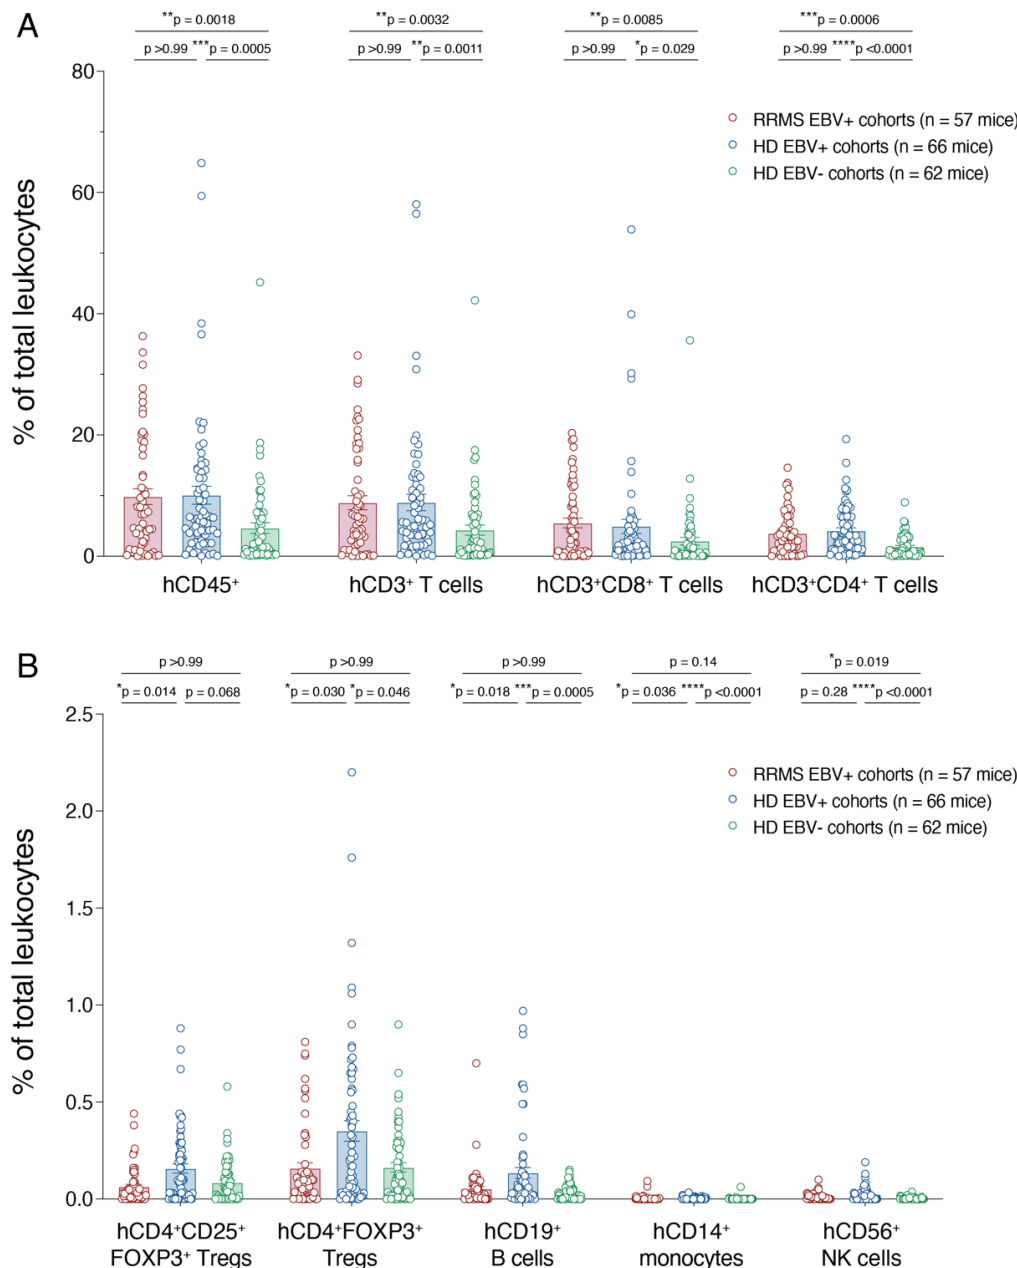 A
**p = 0.0018 **p = 0.0032 **p = 0.0085 ***p = 0.0006
p >0.99 ***p = 0.0005 p >0.99 **p = 0.0011 p >0.99 *p = 0.029 p >0.99 ****p <0.0001
80
60
40
20
0
% of total leukocytes
RRMS EBV+ cohorts (n = 57 mice)
HD EBV+ cohorts (n = 66 mice)
HD EBV- cohorts (n = 62 mice)
hCD45⁺ hCD3⁺ T cells hCD3⁺CD8⁺ T cells hCD3⁺CD4⁺ T cells
B
p >0.99 p >0.99 p >0.99 p = 0.14 *p = 0.019
*p = 0.014 p = 0.068 *p = 0.030 *p = 0.046 *p = 0.018 ***p = 0.0005 *p = 0.036 ****p <0.0001 p = 0.28 ****p <0.0001
2.5
2.0
1.5
1.0
0.5
0.0
% of total leukocytes
RRMS EBV+ cohorts (n = 57 mice)
HD EBV+ cohorts (n = 66 mice)
HD EBV- cohorts (n = 62 mice)
hCD4⁺CD25⁺ hCD4⁺FOXP3⁺ hCD19⁺ hCD14⁺ hCD56⁺
FOXP3⁺ Tregs Tregs B cells monocytes NK cells